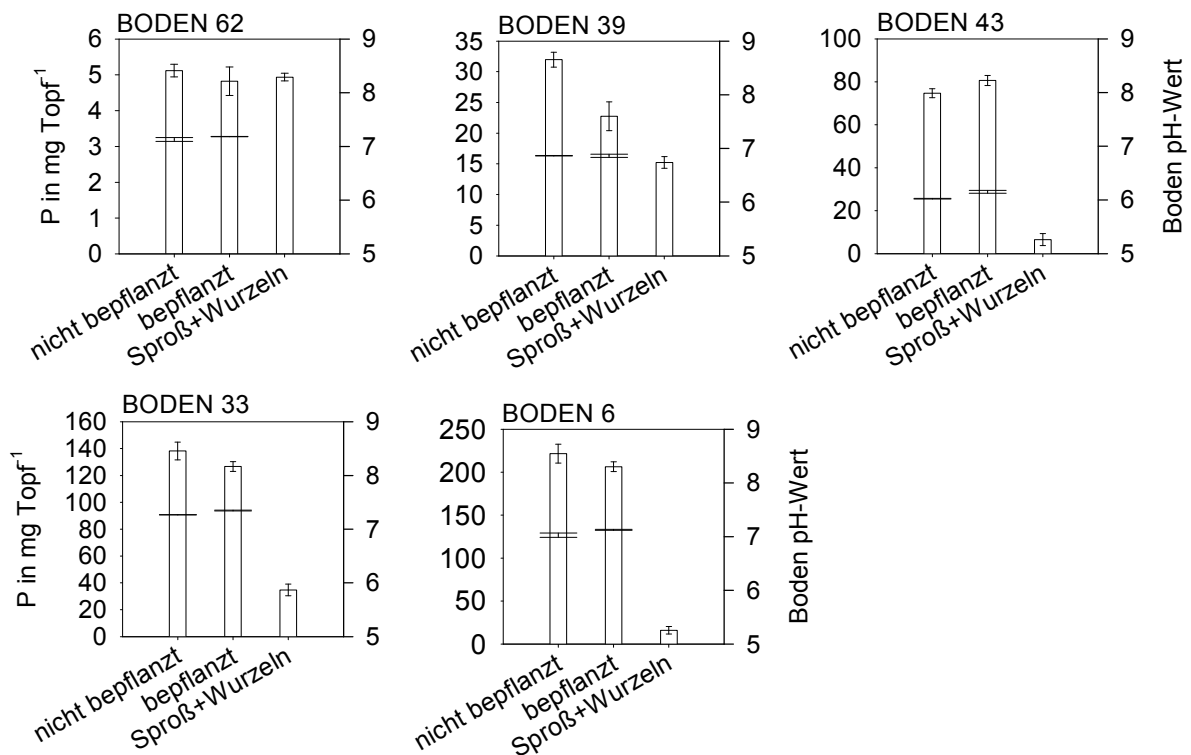 BODEN 62
6
5
4
3
2
1
0
P in mg Topf-1
9
8
7
6
5
nicht bepflanzt
bepflanzt
Sproß+Wurzeln
BODEN 39
35
30
25
20
15
10
5
0
9
8
7
6
5
nicht bepflanzt
bepflanzt
Sproß+Wurzeln
BODEN 43
100
80
60
40
20
0
9
8
7
6
5
Boden pH-Wert
nicht bepflanzt
bepflanzt
Sproß+Wurzeln
BODEN 33
160
140
120
100
80
60
40
20
0
P in mg Topf-1
9
8
7
6
5
nicht bepflanzt
bepflanzt
Sproß+Wurzeln
BODEN 6
250
200
150
100
50
0
9
8
7
6
5
Boden pH-Wert
nicht bepflanzt
bepflanzt
Sproß+Wurzeln